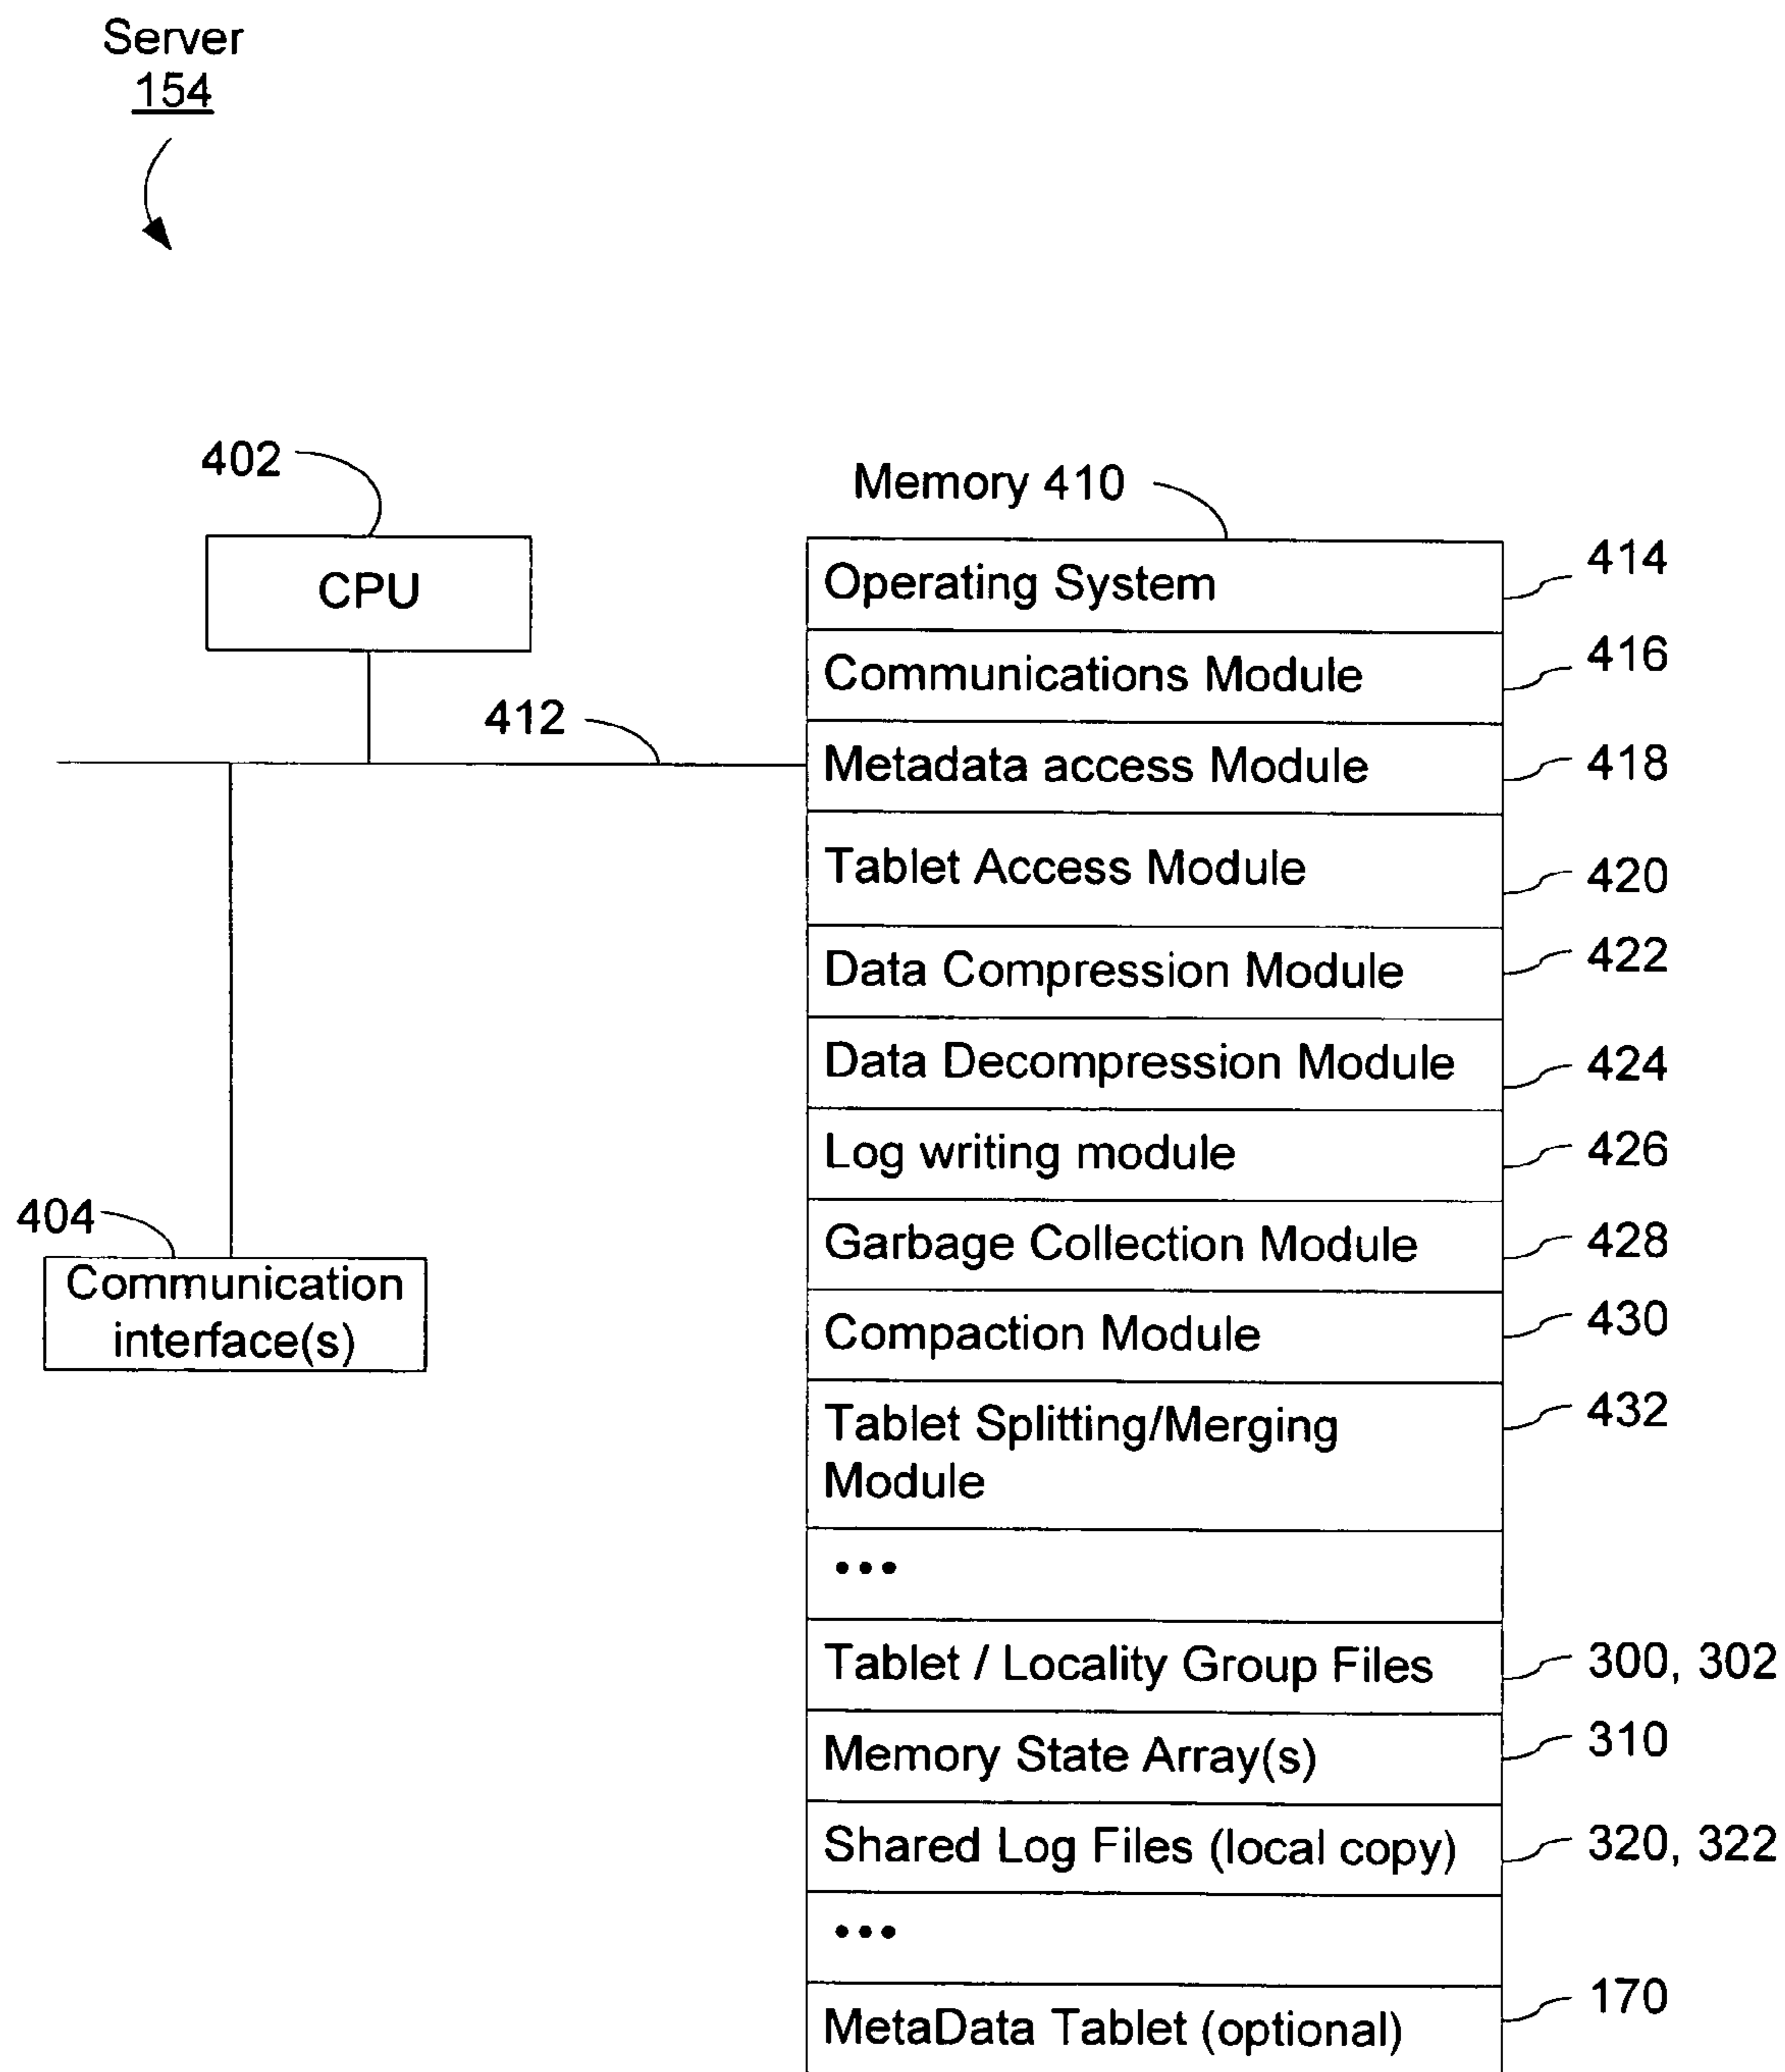 Server
154
402
Memory 410
CPU
412
404
Communication
interface(s)
Operating System
414
Communications Module
416
Metadata access Module
418
Tablet Access Module
420
Data Compression Module
422
Data Decompression Module
424
Log writing module
426
Garbage Collection Module
428
Compaction Module
430
Tablet Splitting/Merging
Module
432
•••
Tablet / Locality Group Files
300, 302
Memory State Array(s)
310
Shared Log Files (local copy)
320, 322
•••
MetaData Tablet (optional)
170